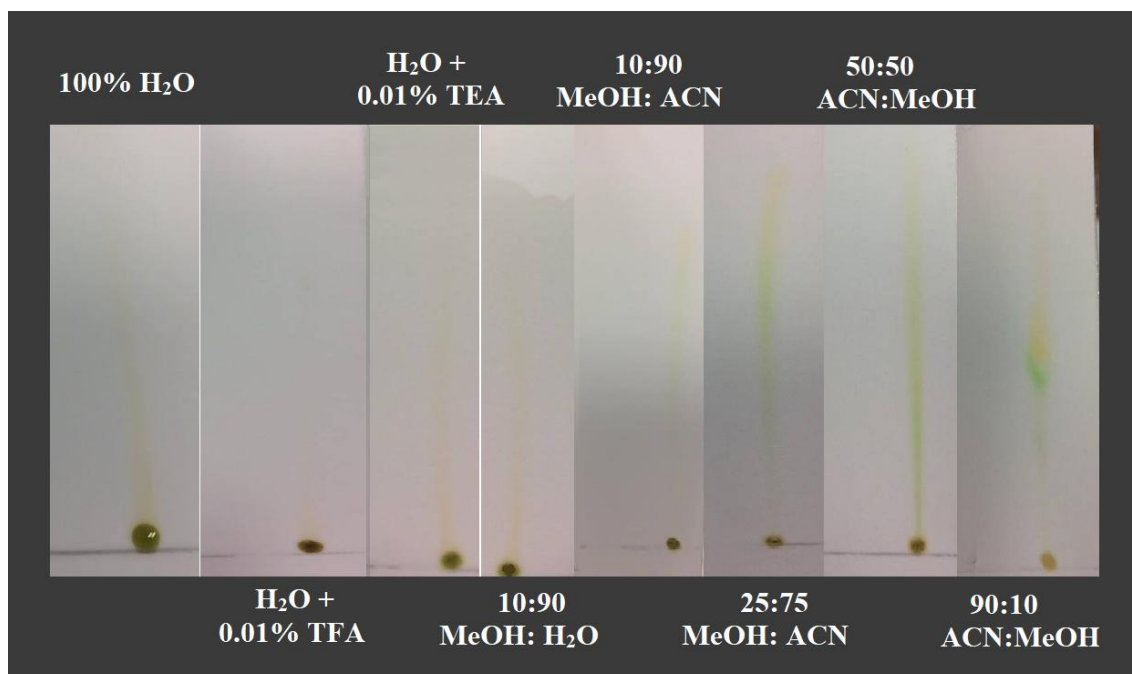 100% H₂O
H₂O +
0.01% TEA
10:90
MeOH: ACN
50:50
ACN:MeOH
H₂O +
0.01% TFA
10:90
MeOH: H₂O
25:75
MeOH: ACN
90:10
ACN:MeOH